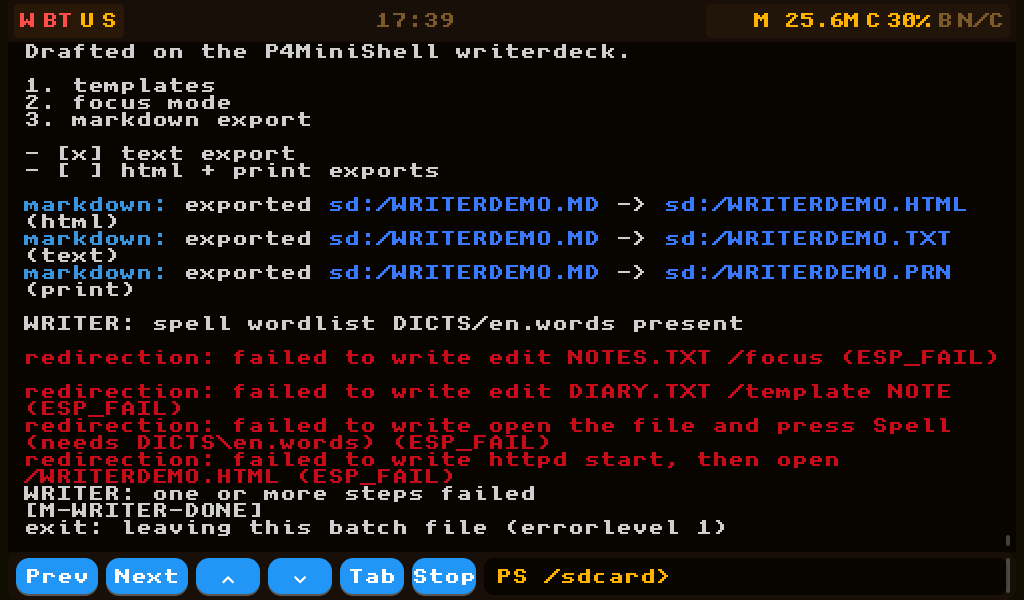 W BT U S 17:39 M 25.6M C 30% B N/C
Drafted on the P4MiniShell writerdeck.
1. templates
2. focus mode
3. markdown export
- [x] text export
- [ ] html + print exports
markdown: exported sd:/WRITERDEMO.MD -> sd:/WRITERDEMO.HTML
(html)
markdown: exported sd:/WRITERDEMO.MD -> sd:/WRITERDEMO.TXT
(text)
markdown: exported sd:/WRITERDEMO.MD -> sd:/WRITERDEMO.PRN
(print)
WRITER: spell wordlist DICTS/en.words present
redirection: failed to write edit NOTES.TXT /focus (ESP_FAIL)
redirection: failed to write edit DIARY.TXT /template NOTE
(ESP_FAIL)
redirection: failed to write open the file and press Spell
(needs DICTS\en.words) (ESP_FAIL)
redirection: failed to write httpd start, then open
/WRITERDEMO.HTML (ESP_FAIL)
WRITER: one or more steps failed
[M-WRITER-DONE]
exit: leaving this batch file (errorlevel 1)
Prev Next Tab Stop PS /sdcard>